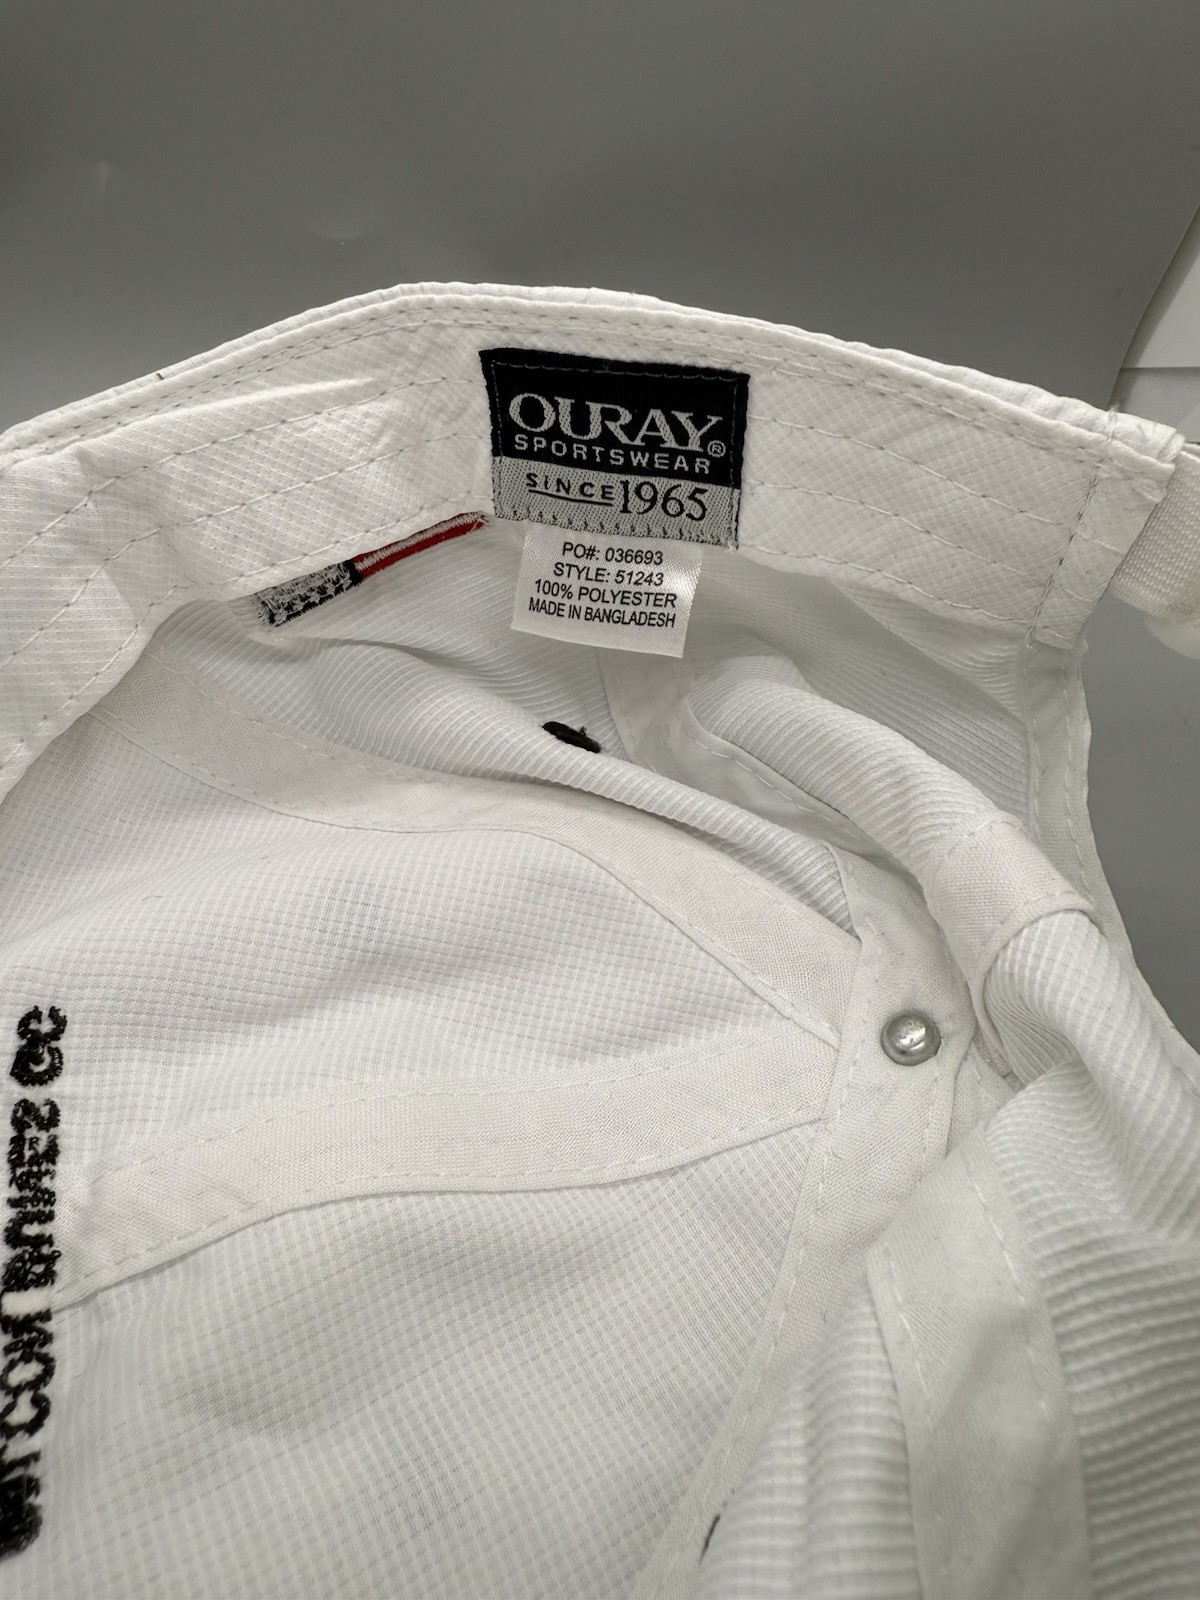 OURAY®
SPORTSWEAR
SINCE 1965
PO#: 036693
STYLE: 51243
100% POLYESTER
MADE IN BANGLADESH